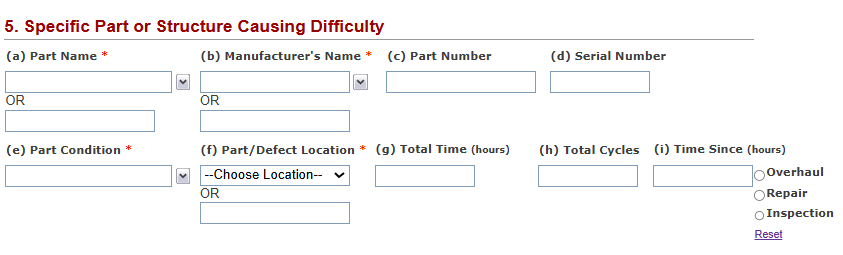 5. Specific Part or Structure Causing Difficulty
(a) Part Name * (b) Manufacturer's Name * (c) Part Number (d) Serial Number
OR OR
(e) Part Condition * (f) Part/Defect Location * (g) Total Time (hours) (h) Total Cycles (i) Time Since (hours)
--Choose Location-- Overhaul
OR Repair
Inspection
Reset